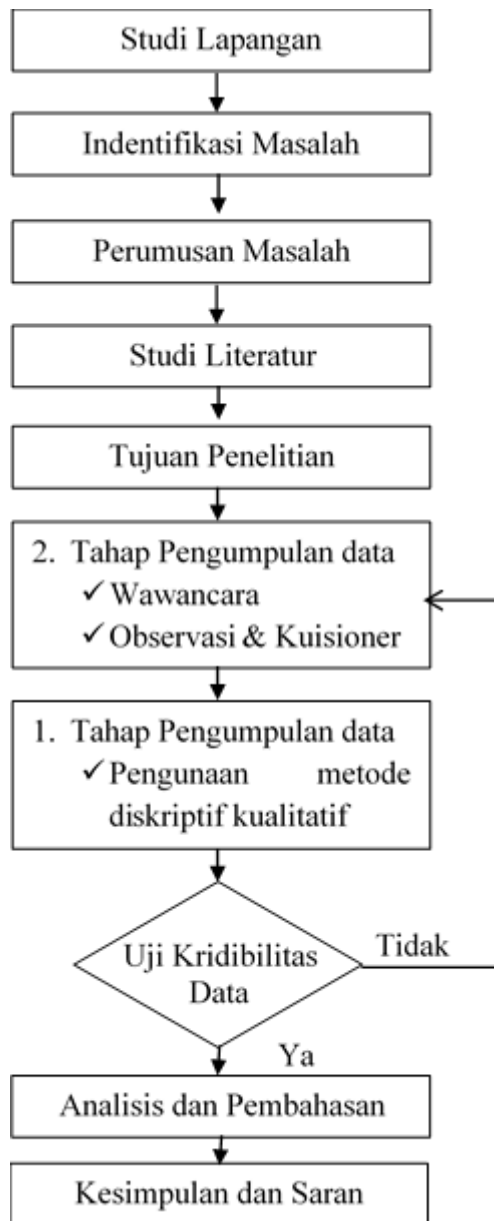 Studi Lapangan
Indentifikasi Masalah
Perumusan Masalah
Studi Literatur
Tujuan Penelitian
2. Tahap Pengumpulan data
✓ Wawancara
✓ Observasi & Kuisioner
1. Tahap Pengumpulan data
✓ Pengunaan metode
diskriptif kualitatif
Uji Kridibilitas
Data
Tidak
Ya
Analisis dan Pembahasan
Kesimpulan dan Saran